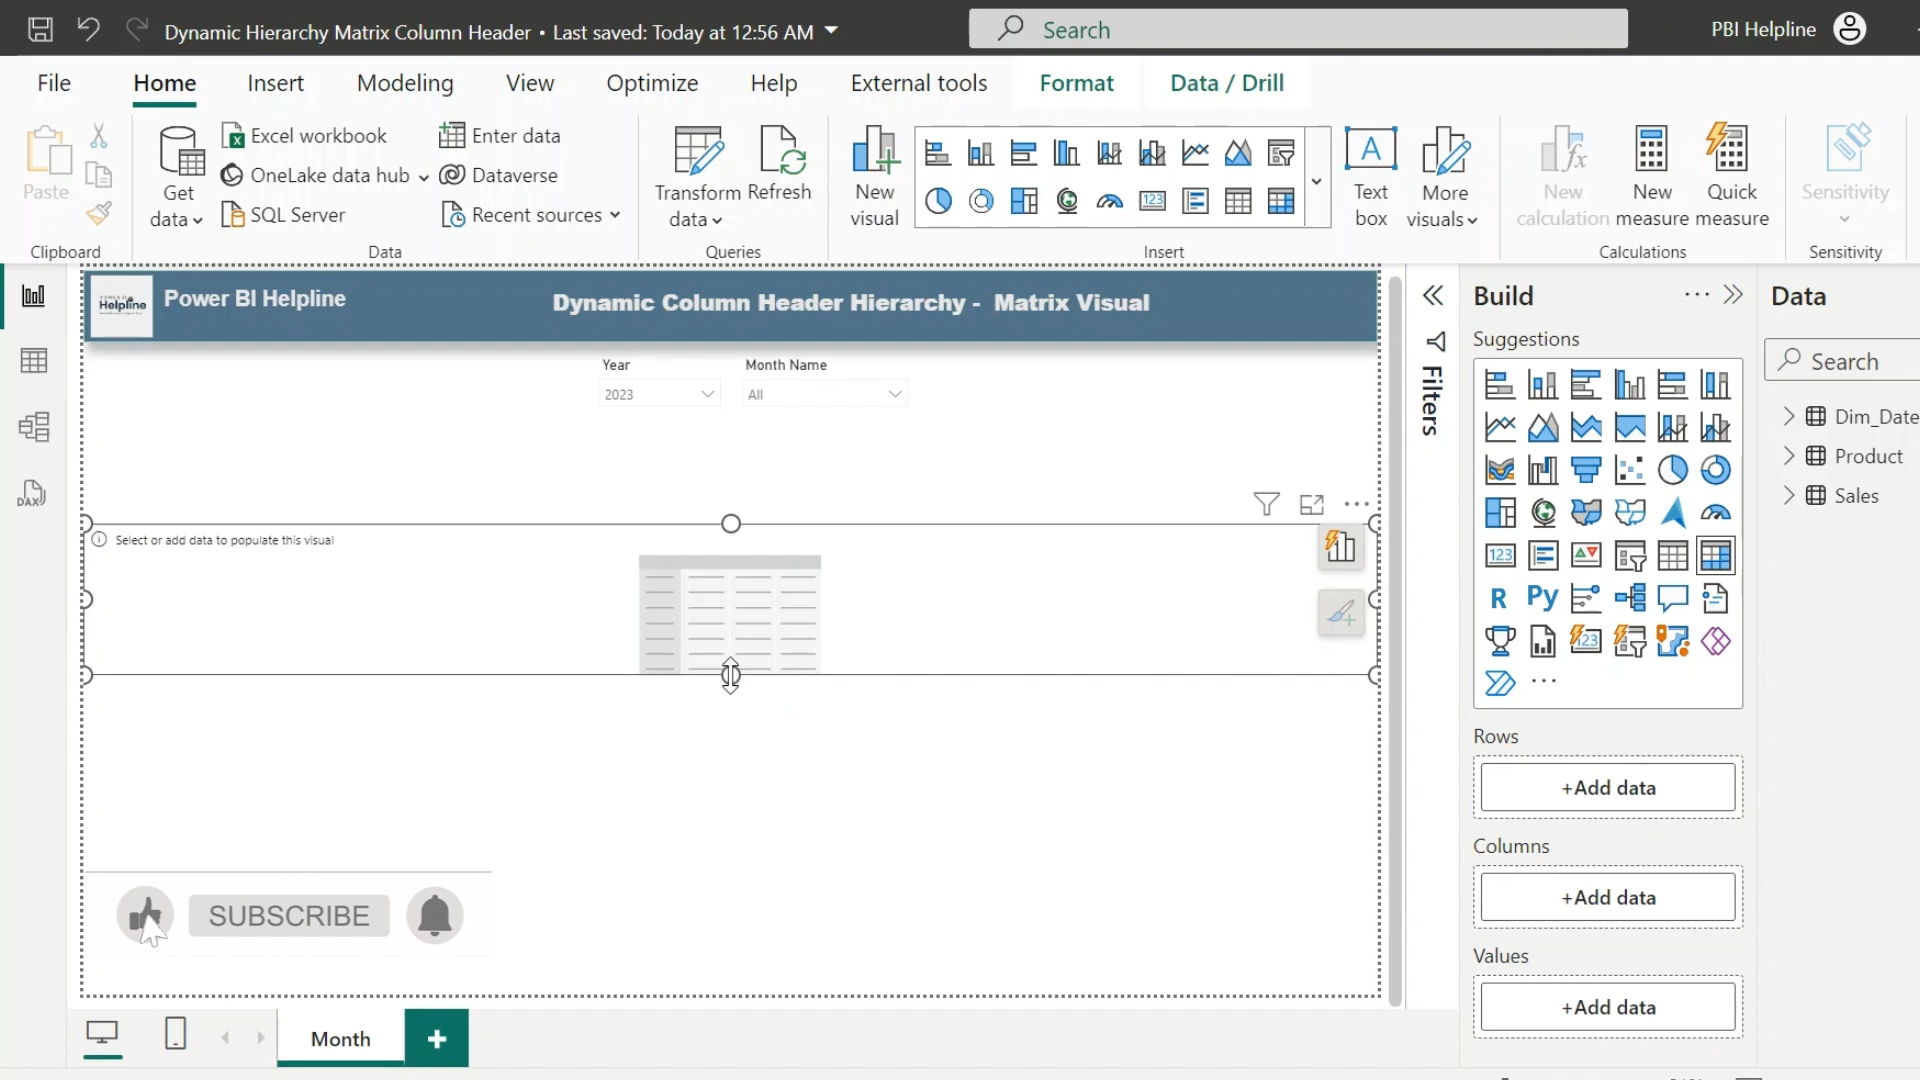 Dynamic Hierarchy Matrix Column Header • Last saved: Today at 12:56 AM
Search
PBI Helpline
File
Home
Insert
Modeling
View
Optimize
Help
External tools
Format
Data / Drill
Paste
Clipboard
Get
data
Excel workbook
OneLake data hub
SQL Server
Enter data
Dataverse
Recent sources
Data
Transform
data
Refresh
Queries
New
visual
123
A
Text
box
More
visuals
Insert
New
calculation
New
measure
Quick
measure
Calculations
Sensitivity
Sensitivity
Helpline
Power BI Helpline
Dynamic Column Header Hierarchy - Matrix Visual
Year
2023
Month Name
All
Select or add data to populate this visual
SUBSCRIBE
Month
DAX
Filters
Build
Suggestions
123
R
Py
123
Rows
+Add data
Columns
+Add data
Values
+Add data
Data
Search
Dim_Date
Product
Sales